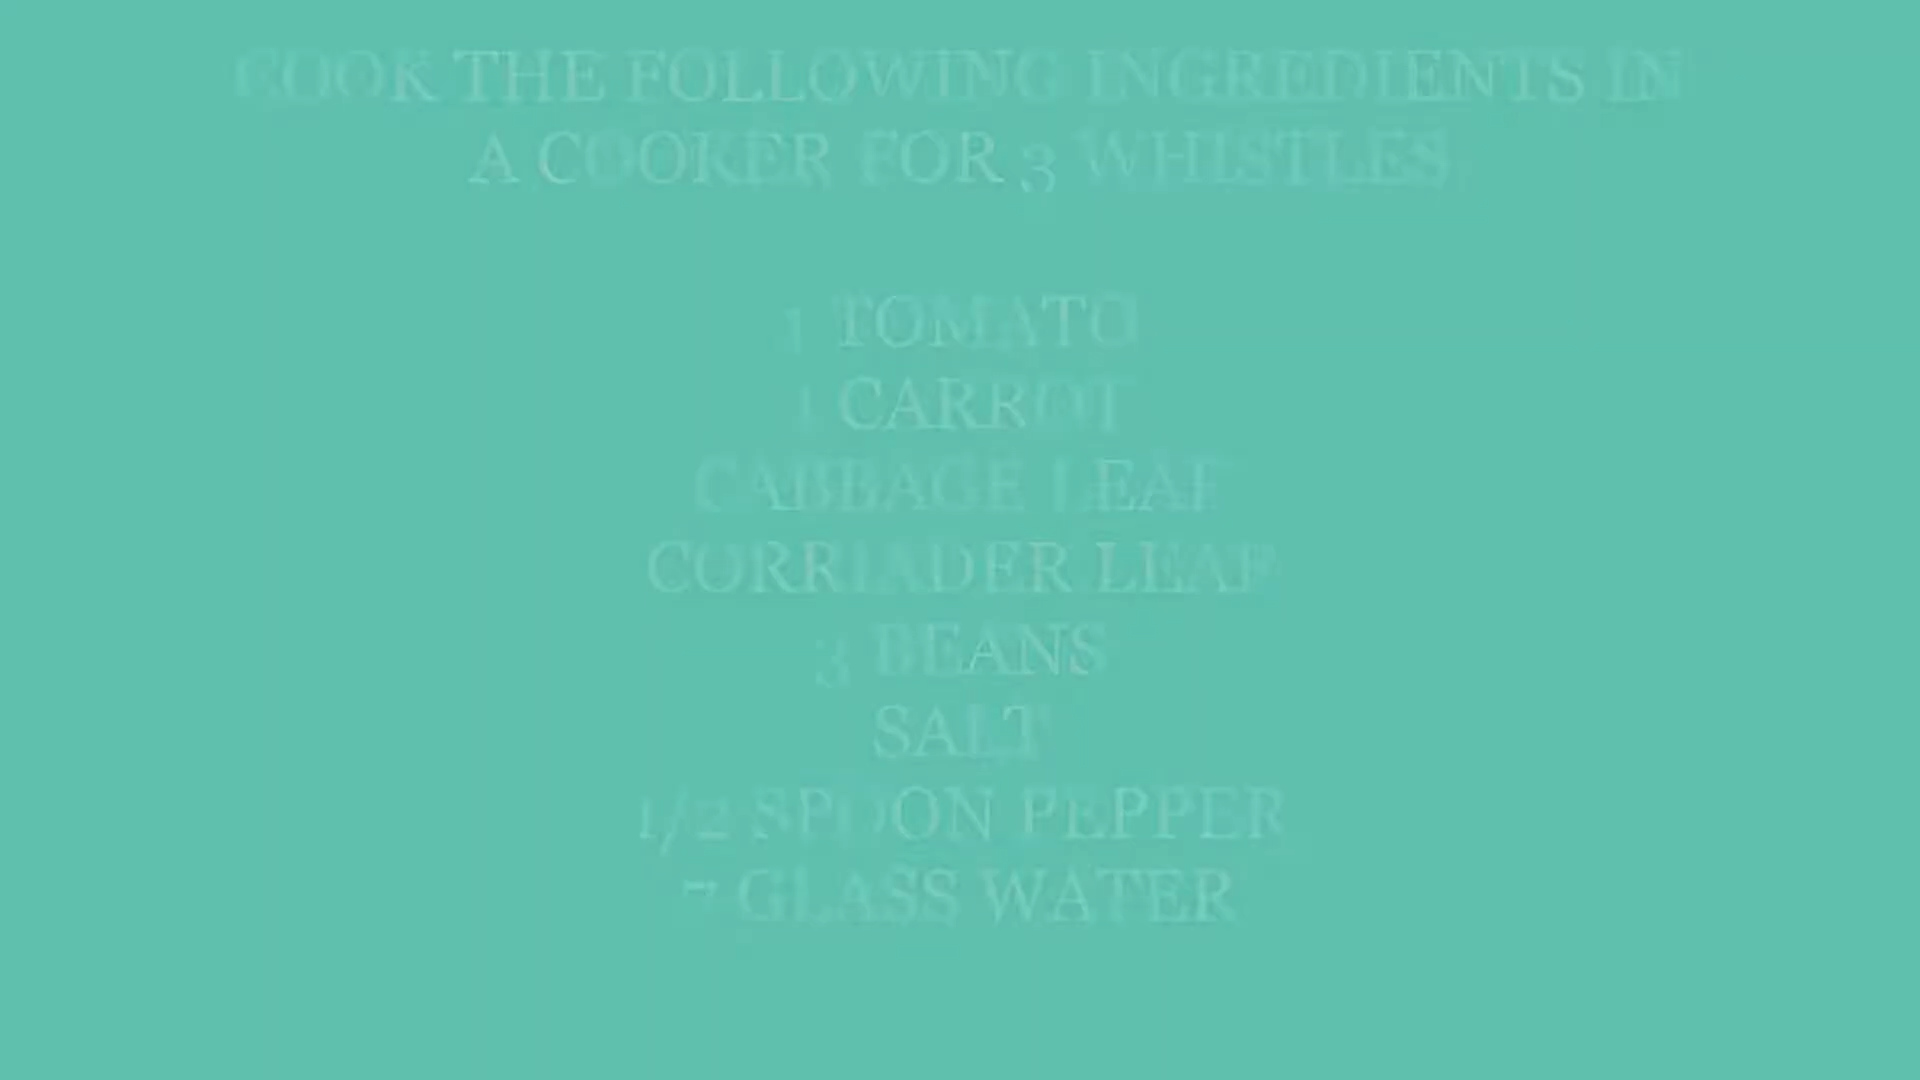 COOK THE FOLLOWING INGREDIENTS IN
A COOKER FOR 3 WHISTLES
1 TOMATO
1 CARROT
CABBAGE LEAF
CORRIADER LEAF
3 BEANS
SALT
1/2 SPOON PEPPER
7 GLASS WATER